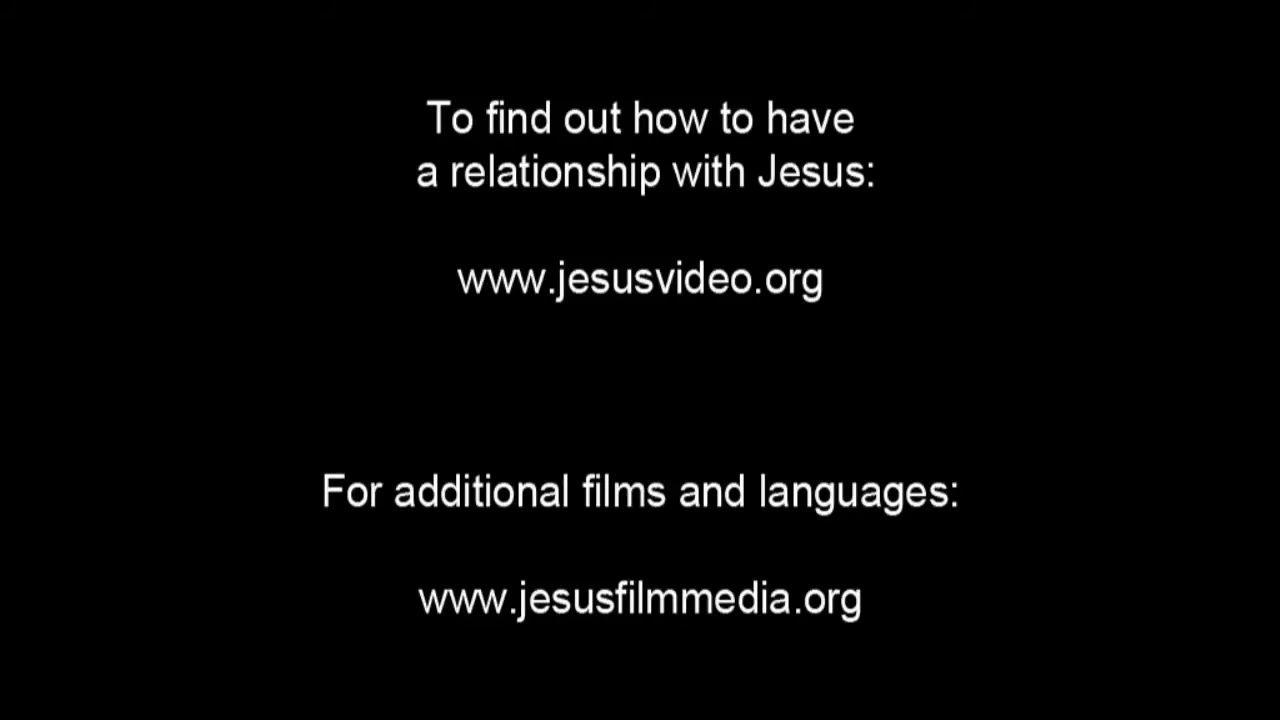 To find out how to have
a relationship with Jesus:
www.jesusvideo.org
For additional films and languages:
www.jesusfilmmedia.org